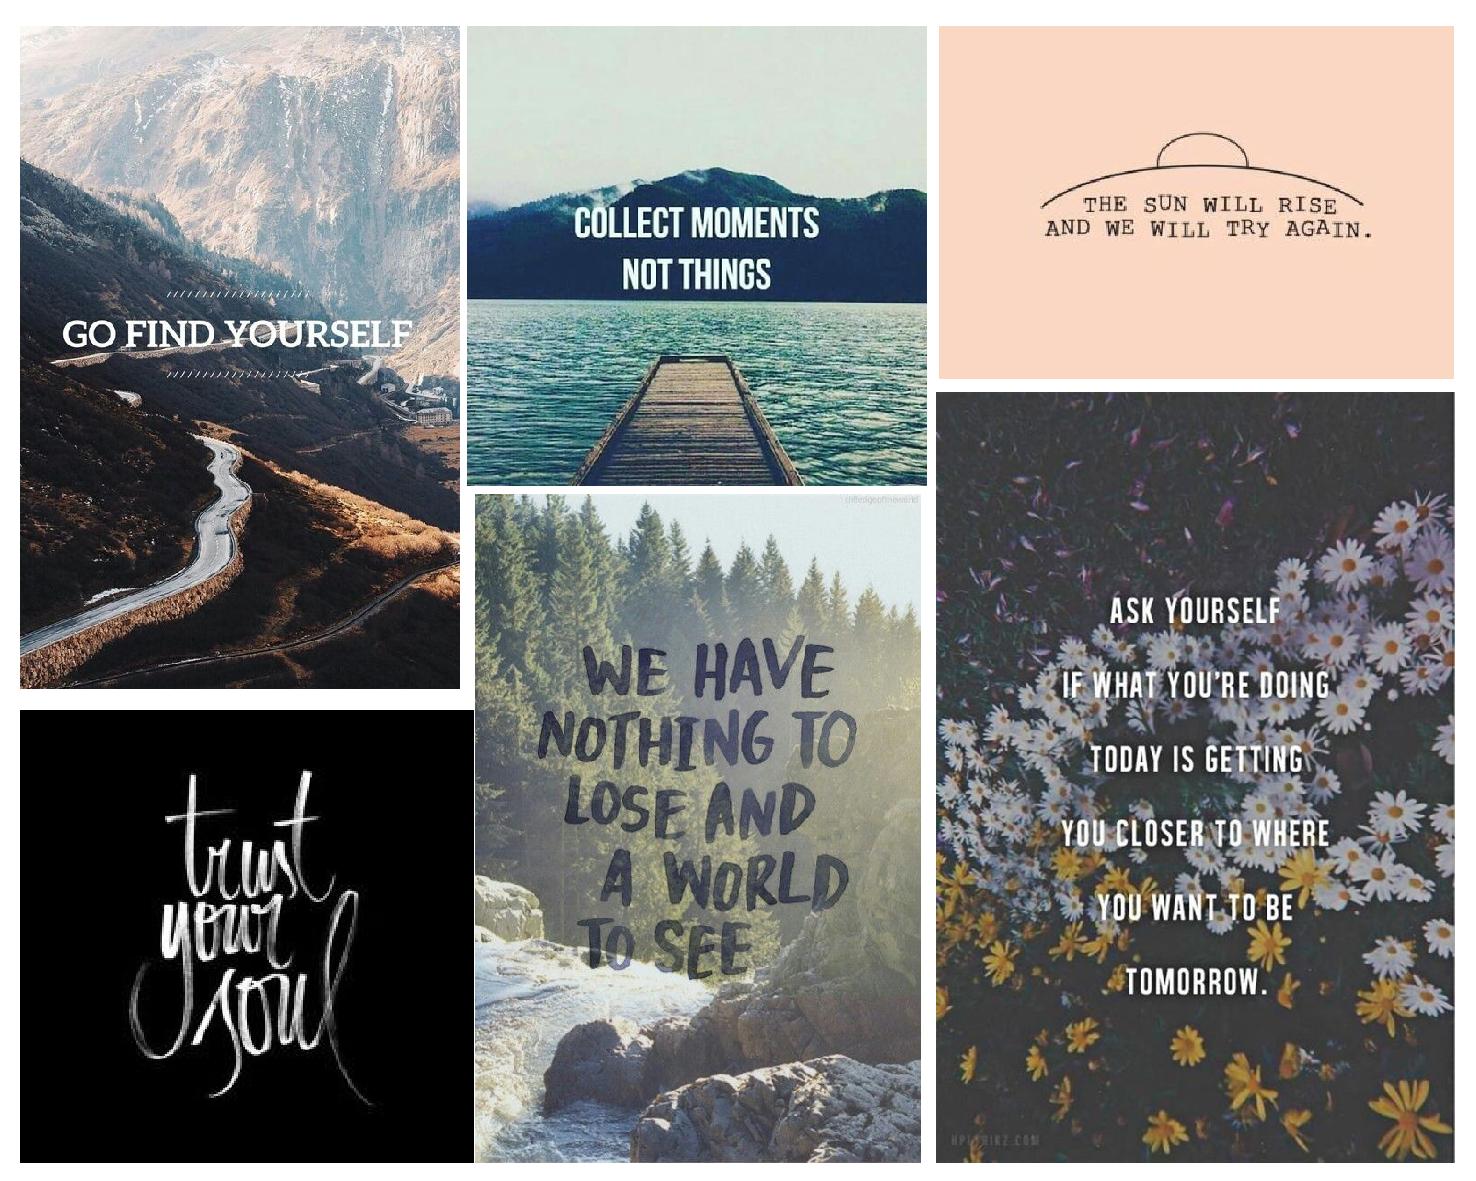 GO FIND YOURSELF
COLLECT MOMENTS
NOT THINGS
THE SUN WILL RISE
AND WE WILL TRY AGAIN.
trust
your
soul
WE HAVE
NOTHING TO
LOSE AND
A WORLD
TO SEE
ASK YOURSELF
IF WHAT YOU'RE DOING
TODAY IS GETTING
YOU CLOSER TO WHERE
YOU WANT TO BE
TOMORROW.